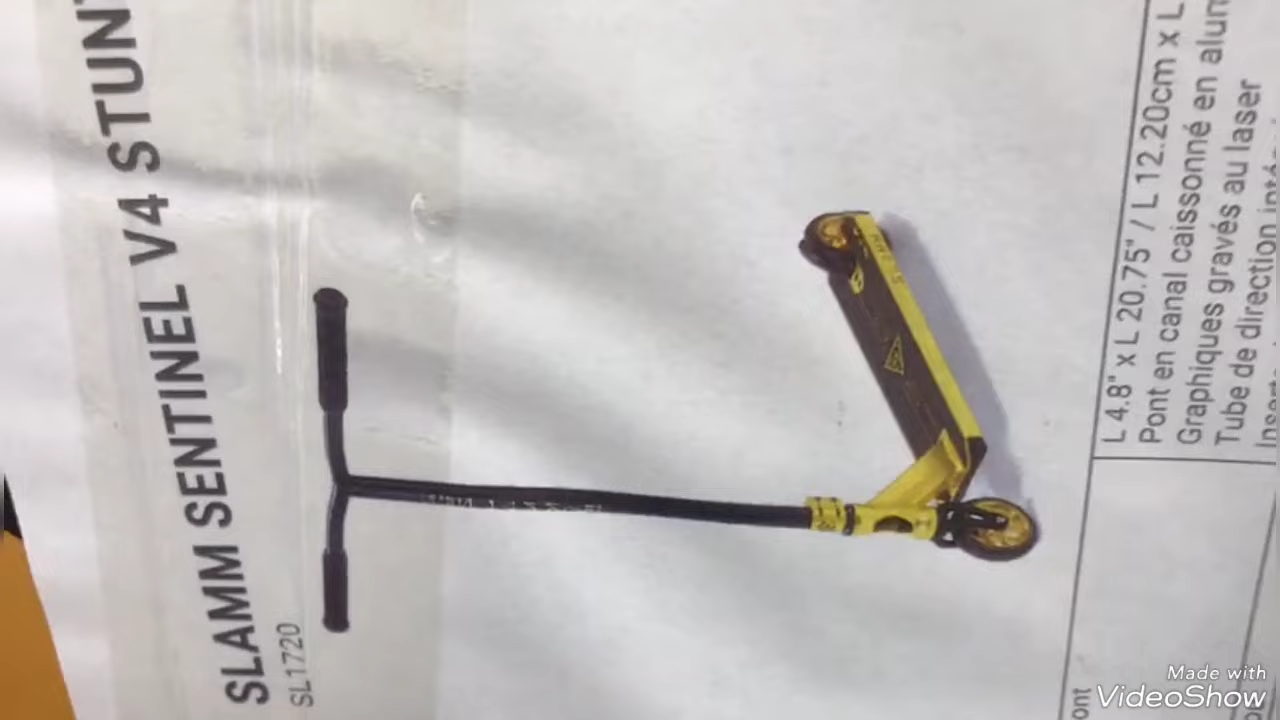 SLAMM SENTINEL V4 STUN
SL1720
L 4.8" x L 20.75" / L 12.20cm x L
Pont en canal caissonné en alu
Graphiques gravés au laser
Tube de direction
ont
Made with
VideoShow